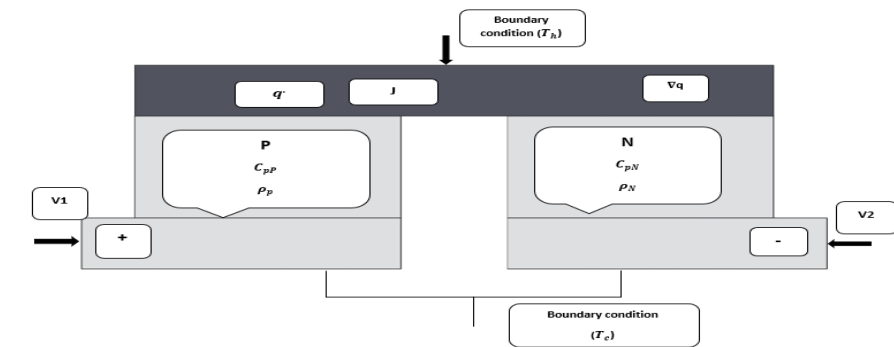 Boundary
condition (T_h)
q·
J
∇q
P
C_pP
ρ_p
N
C_pN
ρ_N
V1
V2
+
-
Boundary condition
(T_c)